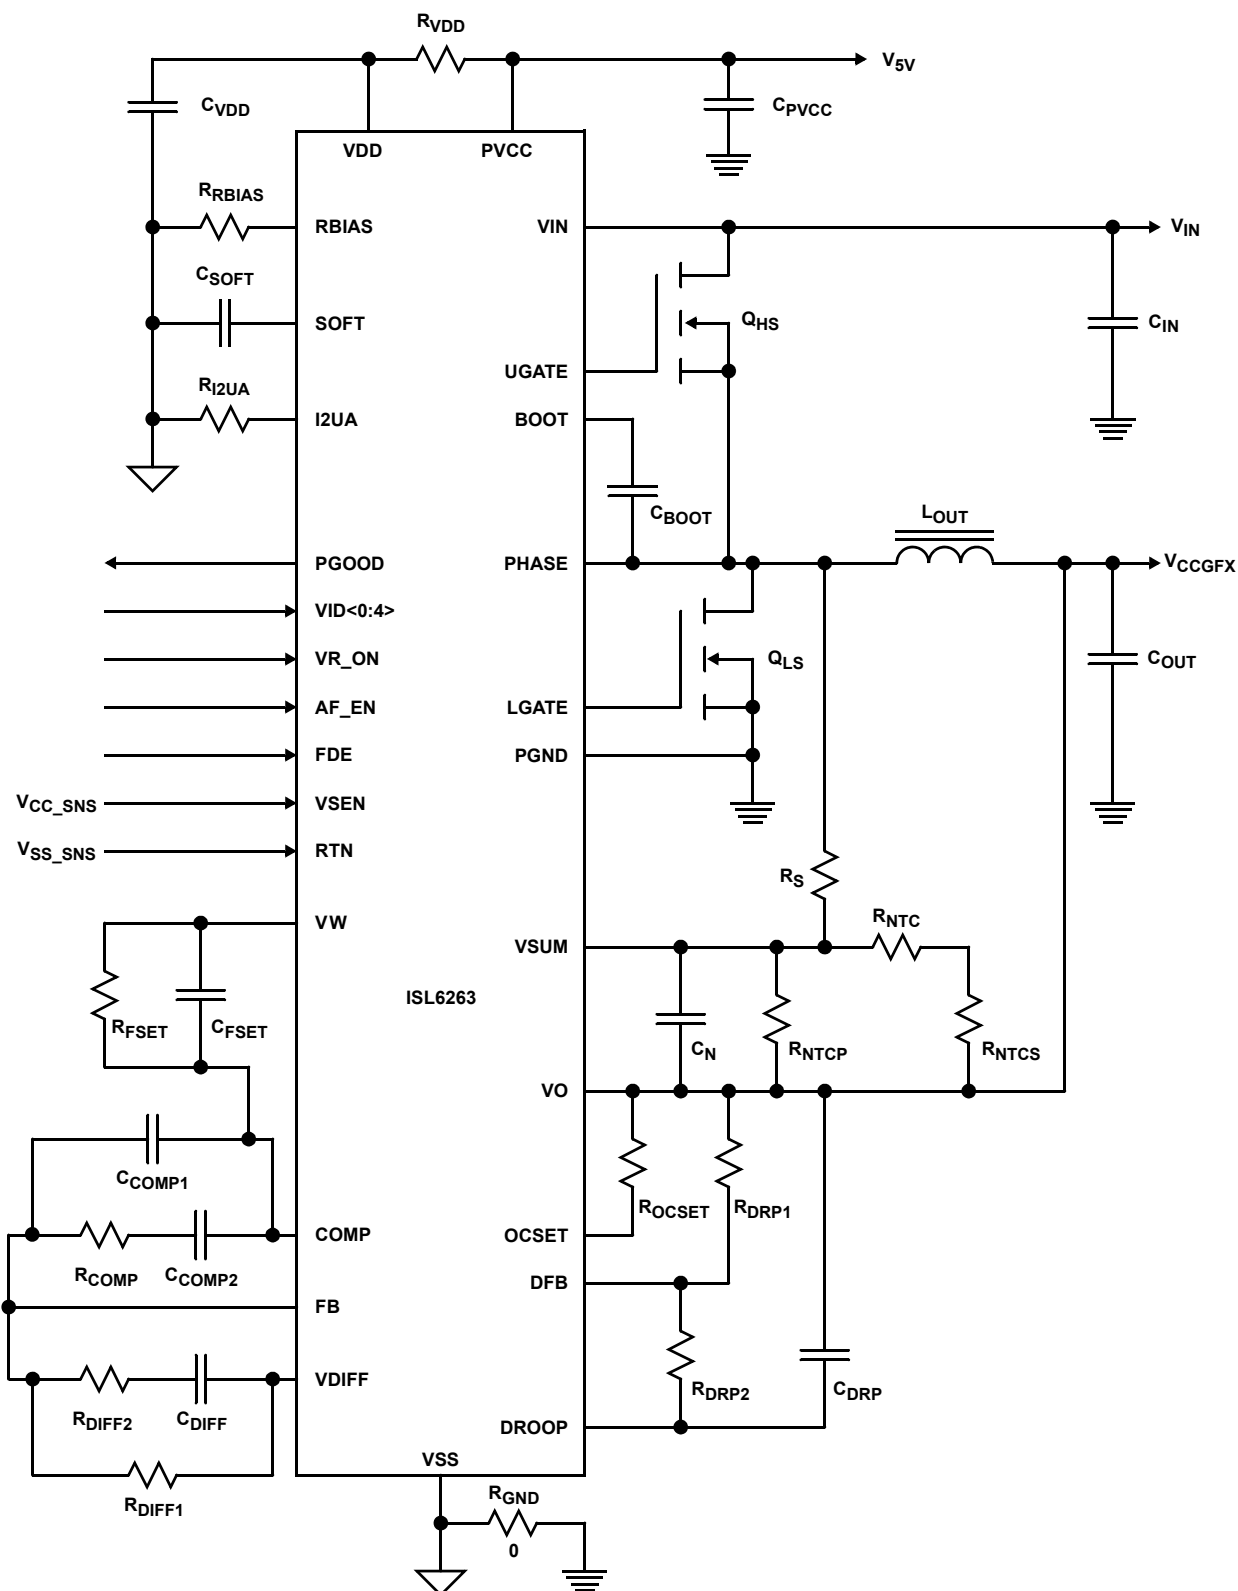 RVDD
V5V
CVDD
CPVCC
VDD
PVCC
RRBIAS
RBIAS
VIN
VIN
CSOFT
SOFT
QHS
CIN
UGATE
RI2UA
I2UA
BOOT
CBOOT
LOUT
PGOOD
PHASE
VCCGFX
VID<0:4>
VR_ON
QLS
COUT
AF_EN
LGATE
FDE
PGND
VCC_SNS
VSEN
VSS_SNS
RTN
RS
RNTC
VW
VSUM
ISL6263
RFSET
CFSET
CN
RNTCP
RNTCS
VO
CCOMP1
ROCSET
RDRP1
COMP
OCSET
RCOMP
CCOMP2
DFB
FB
VDIFF
RDRP2
CDRP
RDIFF2
CDIFF
DROOP
VSS
RDIFF1
RGND
0